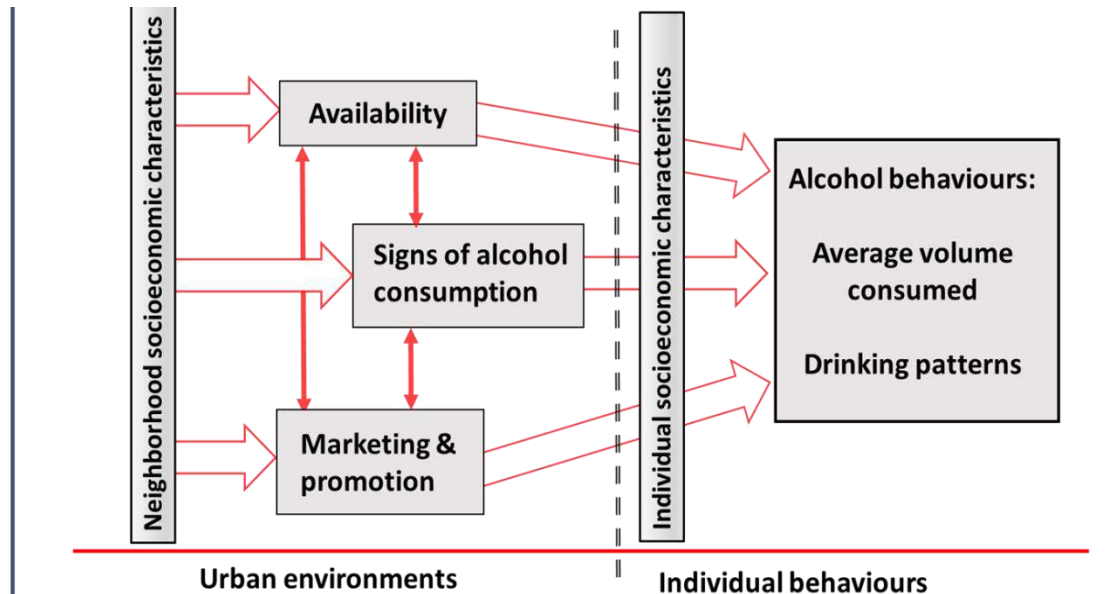 Neighborhood socioeconomic characteristics
Availability
Signs of alcohol
consumption
Marketing &
promotion
Individual socioeconomic characteristics
Alcohol behaviours:
Average volume
consumed
Drinking patterns
Urban environments
Individual behaviours